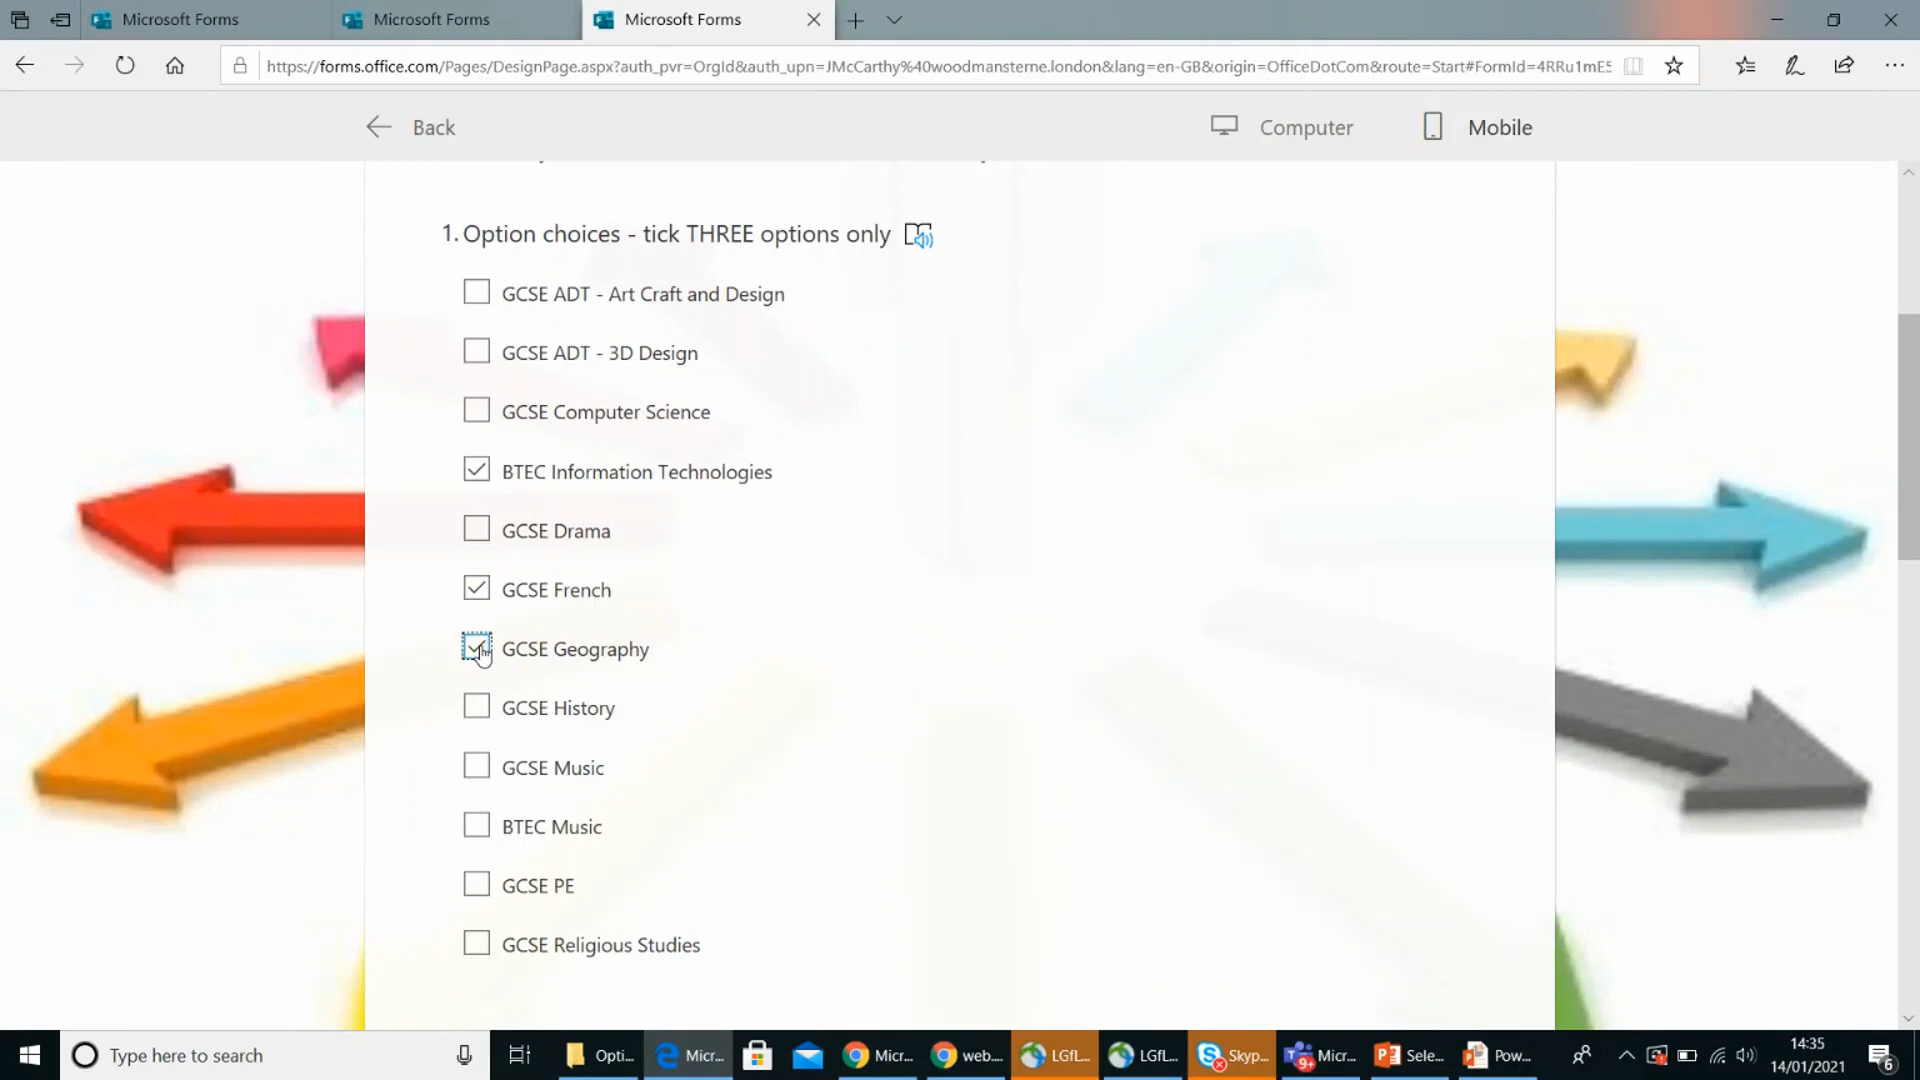 Microsoft Forms
Microsoft Forms
Microsoft Forms
https://forms.office.com/Pages/DesignPage.aspx?auth_pvr=OrgId&auth_upn=JMcCarthy%40woodmansterne.london&lang=en-GB&origin=OfficeDotCom&route=Start#FormId=4RRu1mE5
Back
Computer
Mobile
1. Option choices - tick THREE options only
GCSE ADT - Art Craft and Design
GCSE ADT - 3D Design
GCSE Computer Science
BTEC Information Technologies
GCSE Drama
GCSE French
GCSE Geography
GCSE History
GCSE Music
BTEC Music
GCSE PE
GCSE Religious Studies
Type here to search
Opti...
Micr...
Micr...
web....
LGfL...
LGfL...
Skyp...
9+
Micr...
Sele...
Pow...
14:35
14/01/2021
6